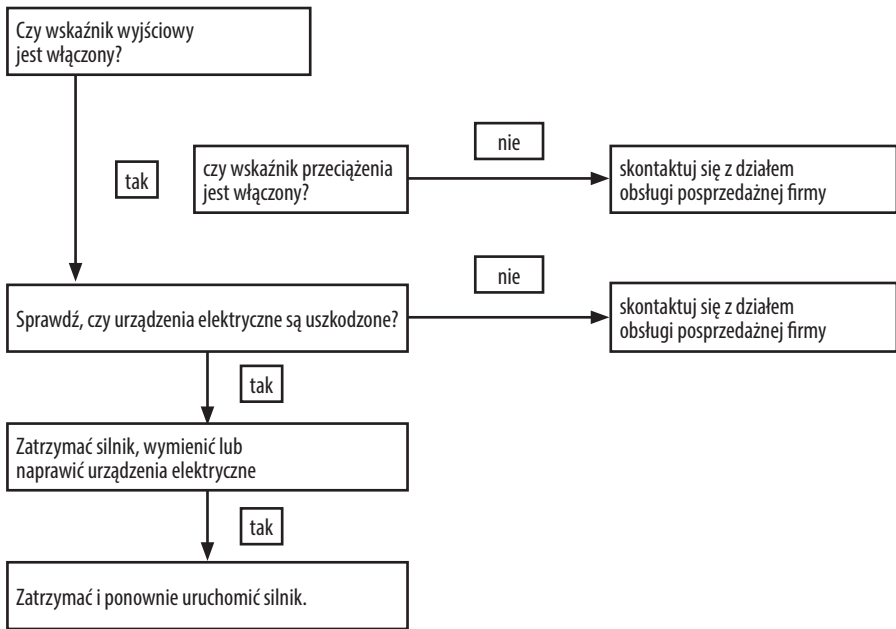 Czy wskaźnik wyjściowy
jest włączony?
nie
tak
czy wskaźnik przeciążenia
jest włączony?
skontaktuj się z działem
obsługi posprzedażnej firmy
nie
Sprawdź, czy urządzenia elektryczne są uszkodzone?
skontaktuj się z działem
obsługi posprzedażnej firmy
tak
Zatrzymać silnik, wymienić lub
naprawić urządzenia elektryczne
tak
Zatrzymać i ponownie uruchomić silnik.